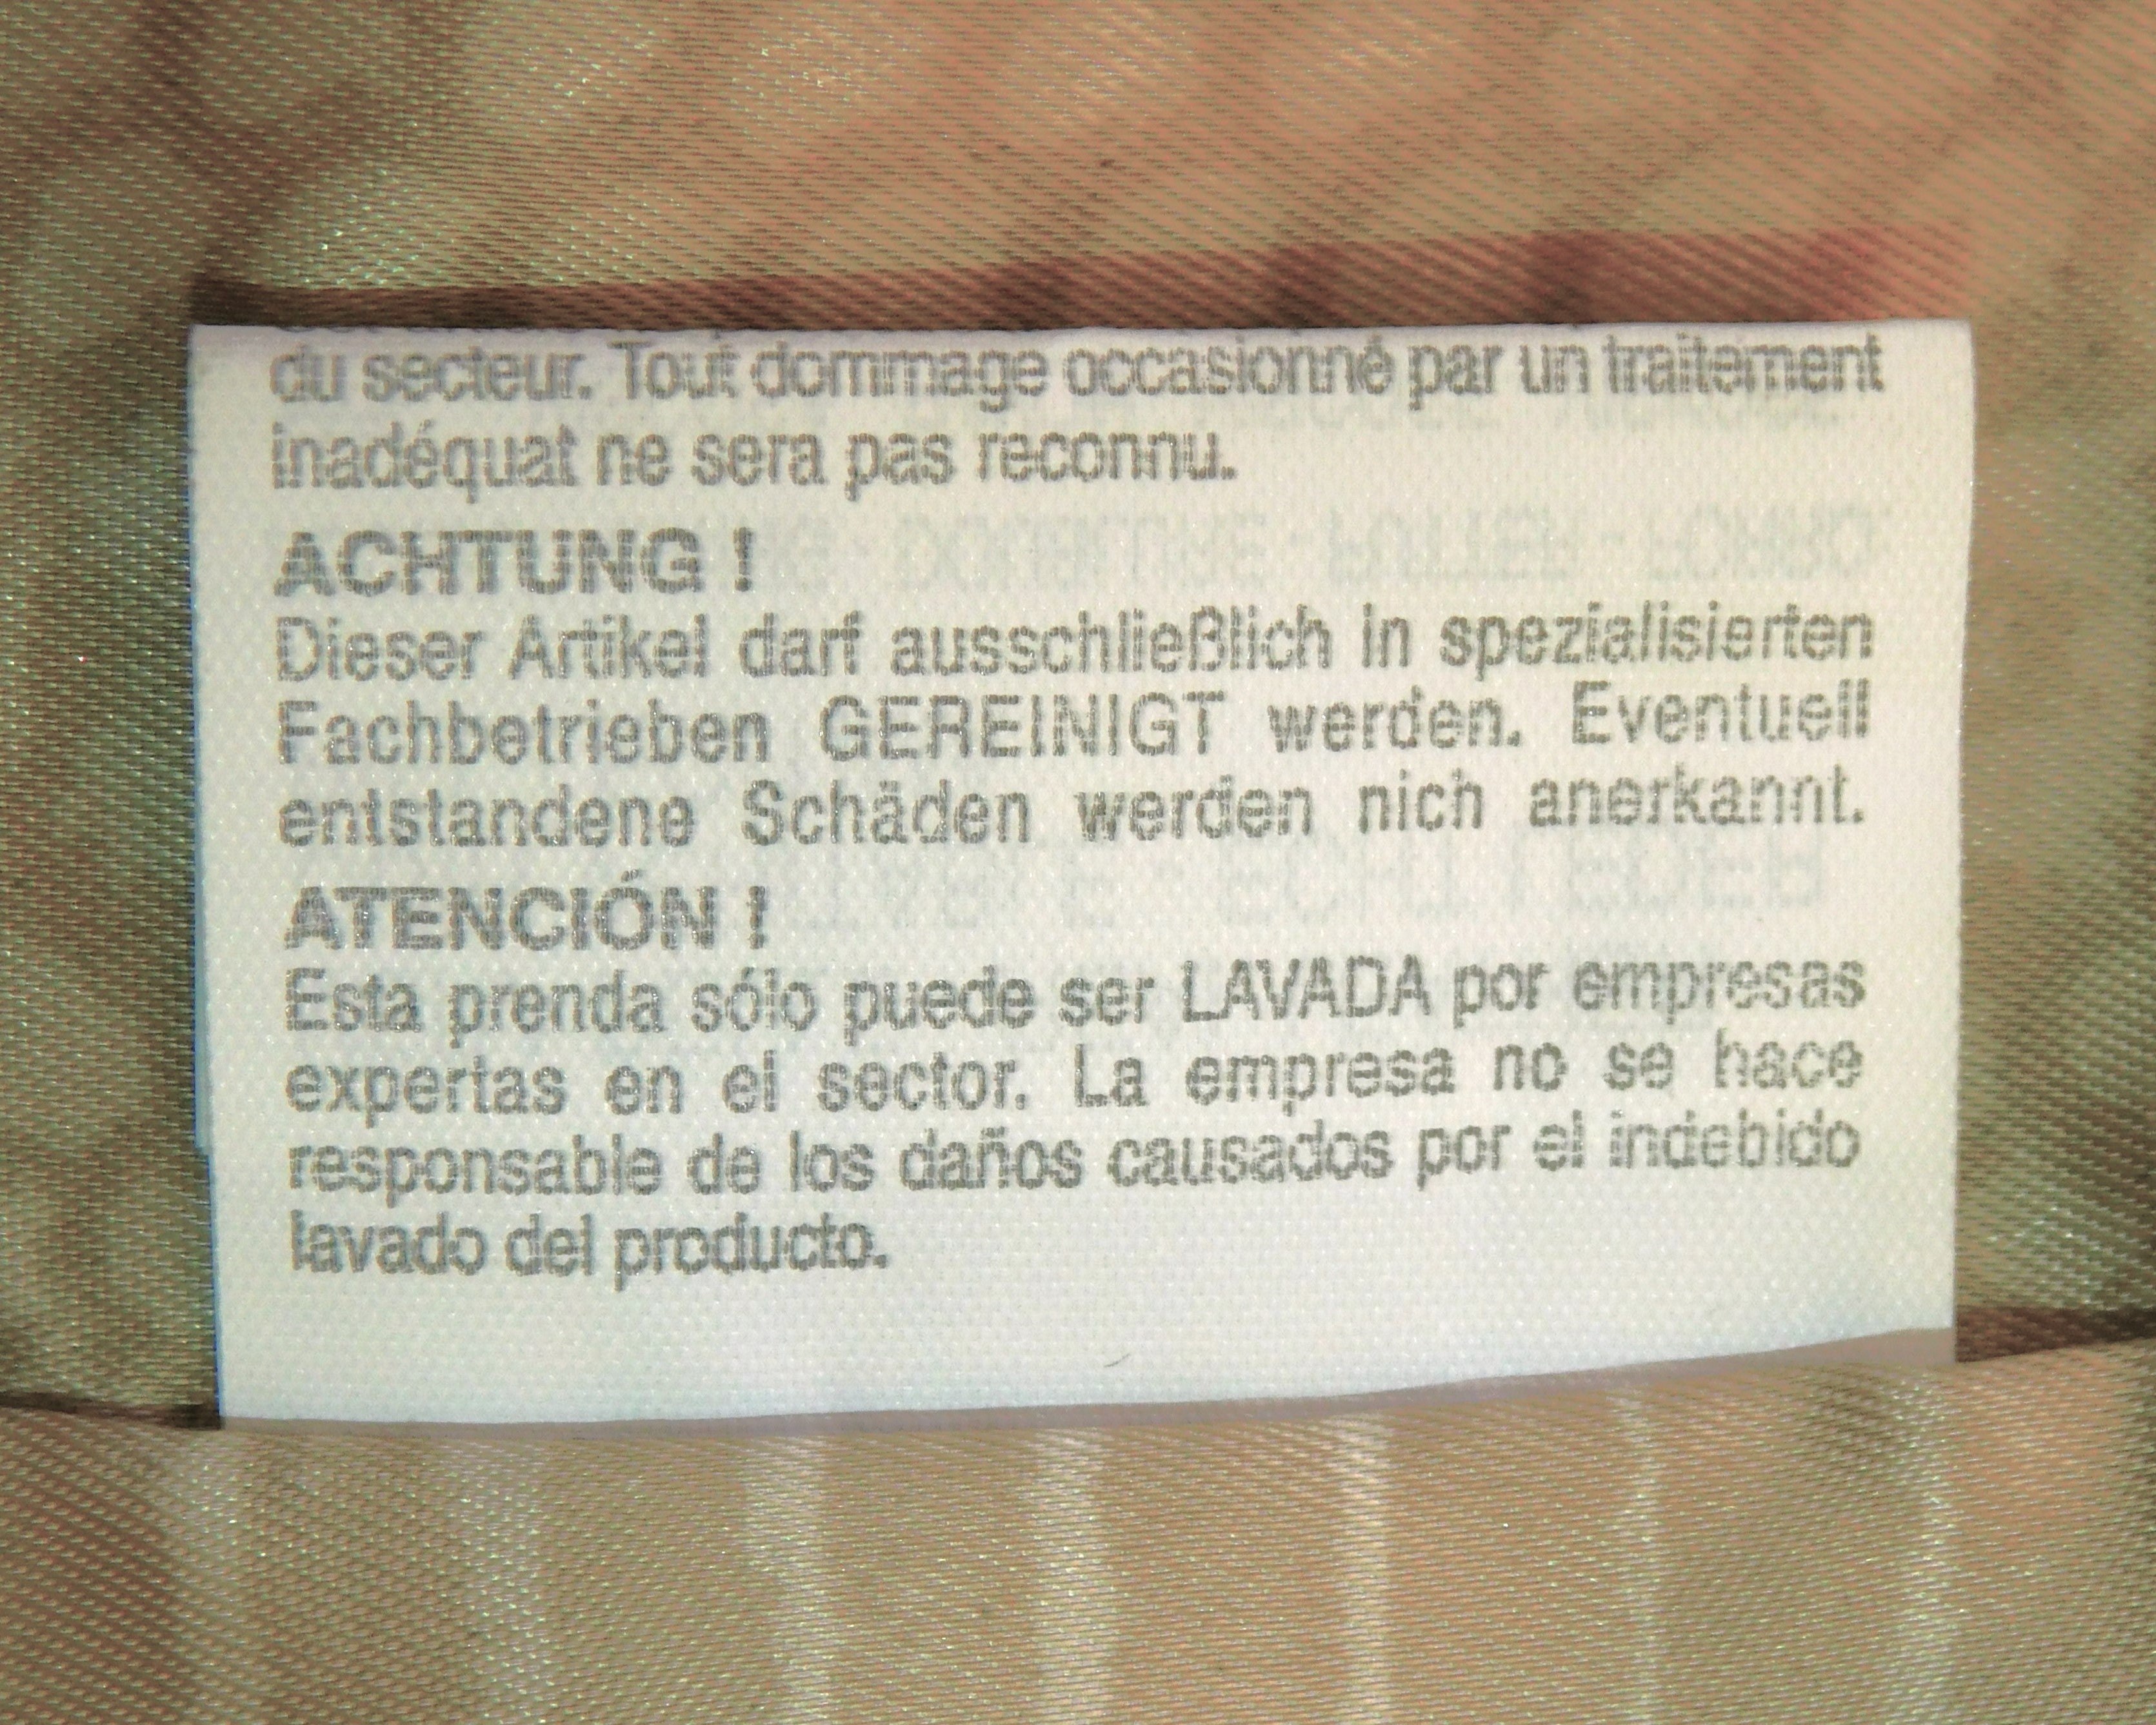 du secteur. Tout dommage occasionné par un traitement
inadéquat ne sera pas reconnu.
ACHTUNG !
Dieser Artikel darf ausschließlich in spezialisierten
Fachbetrieben GEREINIGT werden. Eventuell
entstandene Schäden werden nich anerkannt.
ATENCIÓN !
Esta prenda sólo puede ser LAVADA por empresas
expertas en el sector. La empresa no se hace
responsable de los daños causados por el indebido
lavado del producto.